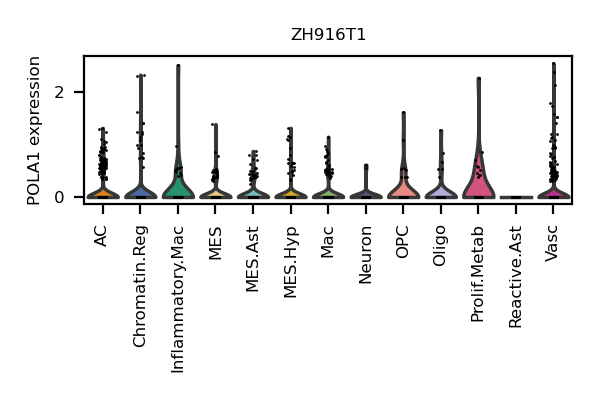 ZH916T1
POLA1 expression
2
0
AC
Chromatin.Reg
Inflammatory.Mac
MES
MES.Ast
MES.Hyp
Mac
Neuron
OPC
Oligo
Prolif.Metab
Reactive.Ast
Vasc